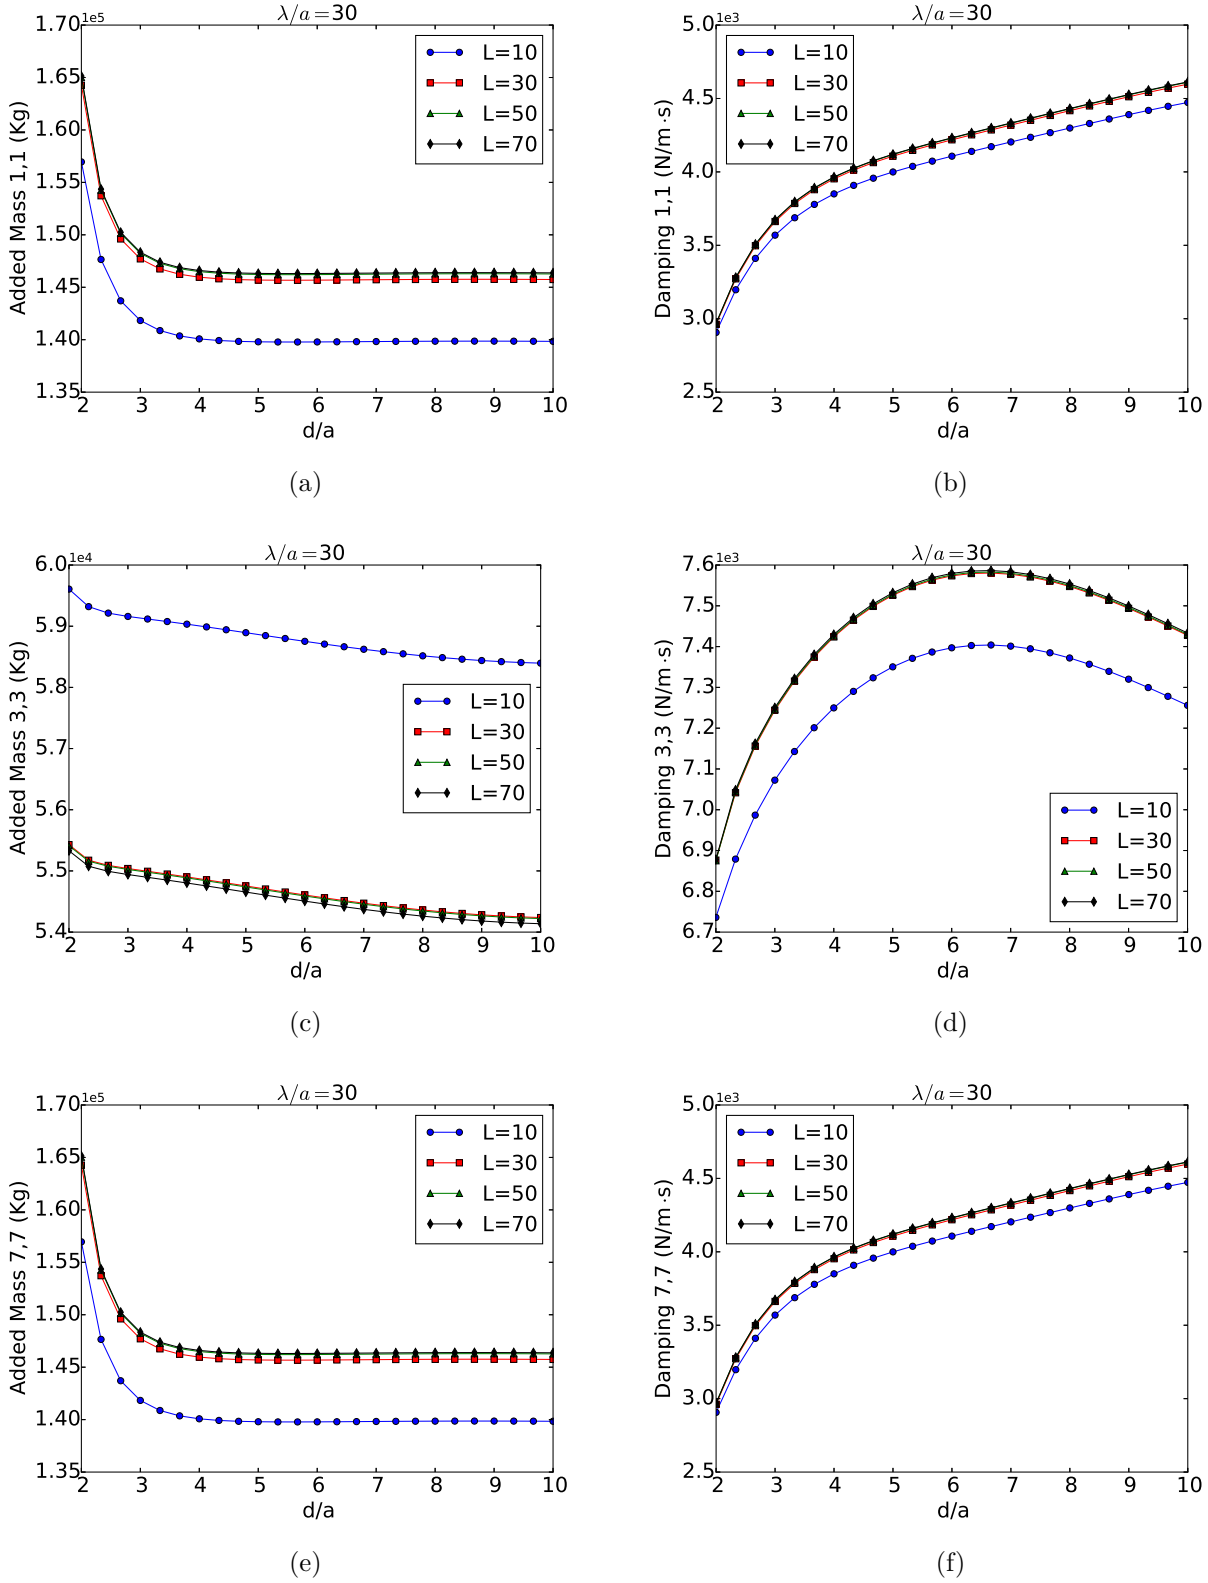 1e5 λ/a=30
1.70
1.65
1.60
1.55
1.50
1.45
1.40
1.35
Added Mass 1,1 (Kg)
L=10
L=30
L=50
L=70
2 3 4 5 6 7 8 9 10
d/a
(a)
1e3 λ/a=30
5.0
4.5
4.0
3.5
3.0
2.5
Damping 1,1 (N/m·s)
L=10
L=30
L=50
L=70
2 3 4 5 6 7 8 9 10
d/a
(b)
1e4 λ/a=30
6.0
5.9
5.8
5.7
5.6
5.5
5.4
Added Mass 3,3 (Kg)
L=10
L=30
L=50
L=70
2 3 4 5 6 7 8 9 10
d/a
(c)
1e3 λ/a=30
7.6
7.5
7.4
7.3
7.2
7.1
7.0
6.9
6.8
6.7
Damping 3,3 (N/m·s)
L=10
L=30
L=50
L=70
2 3 4 5 6 7 8 9 10
d/a
(d)
1e5 λ/a=30
1.70
1.65
1.60
1.55
1.50
1.45
1.40
1.35
Added Mass 7,7 (Kg)
L=10
L=30
L=50
L=70
2 3 4 5 6 7 8 9 10
d/a
(e)
1e3 λ/a=30
5.0
4.5
4.0
3.5
3.0
2.5
Damping 7,7 (N/m·s)
L=10
L=30
L=50
L=70
2 3 4 5 6 7 8 9 10
d/a
(f)